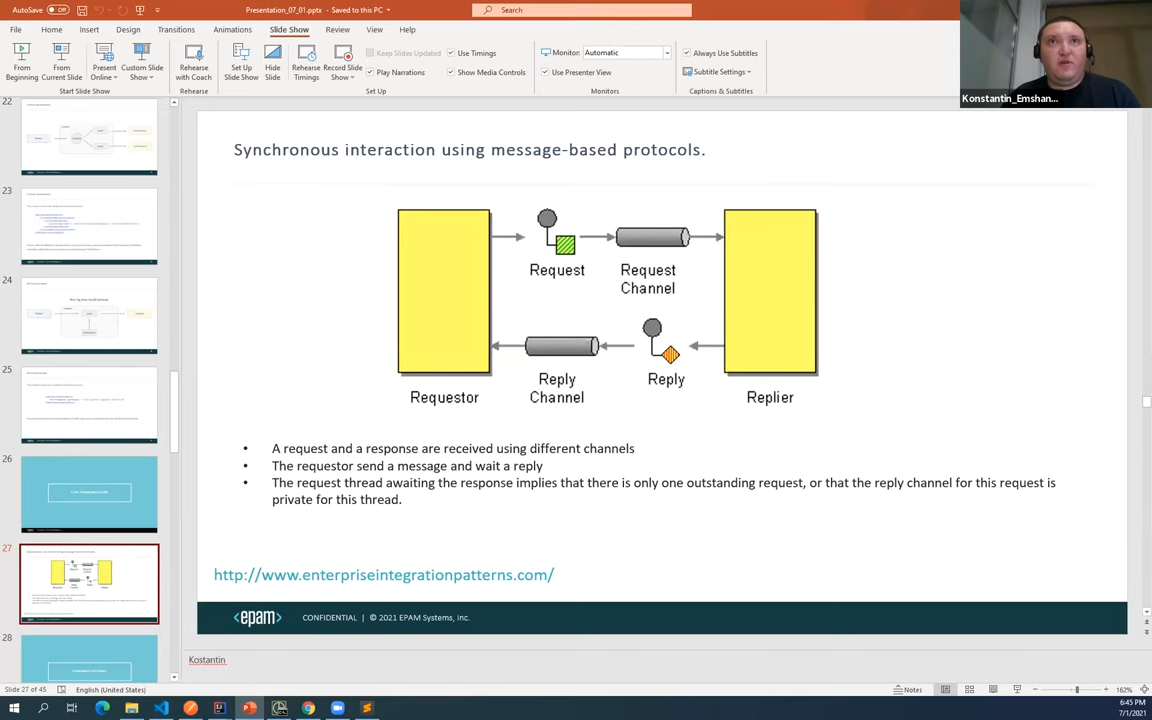 AutoSave Off Presentation_07_01.pptx • Saved to this PC Search
File Home Insert Design Transitions Animations Slide Show Review View Help
From Beginning
From Current Slide
Present Online
Custom Slide Show
Start Slide Show
Rehearse with Coach
Rehearse
Set Up Slide Show
Hide Slide
Rehearse Timings
Record Slide Show
Keep Slides Updated
Play Narrations
Use Timings
Show Media Controls
Set Up
Monitor: Automatic
Use Presenter View
Monitors
Always Use Subtitles
Subtitle Settings
Captions & Subtitles
Konstantin_Emshan...
22
23
24
25
26
27
28
Synchronous interaction using message-based protocols.
Request
Request
Channel
Reply
Channel
Reply
Requestor
Replier
• A request and a response are received using different channels
• The requestor send a message and wait a reply
• The request thread awaiting the response implies that there is only one outstanding request, or that the reply channel for this request is
private for this thread.
http://www.enterpriseintegrationpatterns.com/
<epam> CONFIDENTIAL | © 2021 EPAM Systems, Inc.
Kostantin
Slide 27 of 45 English (United States) Notes 162%
6:45 PM
7/1/2021